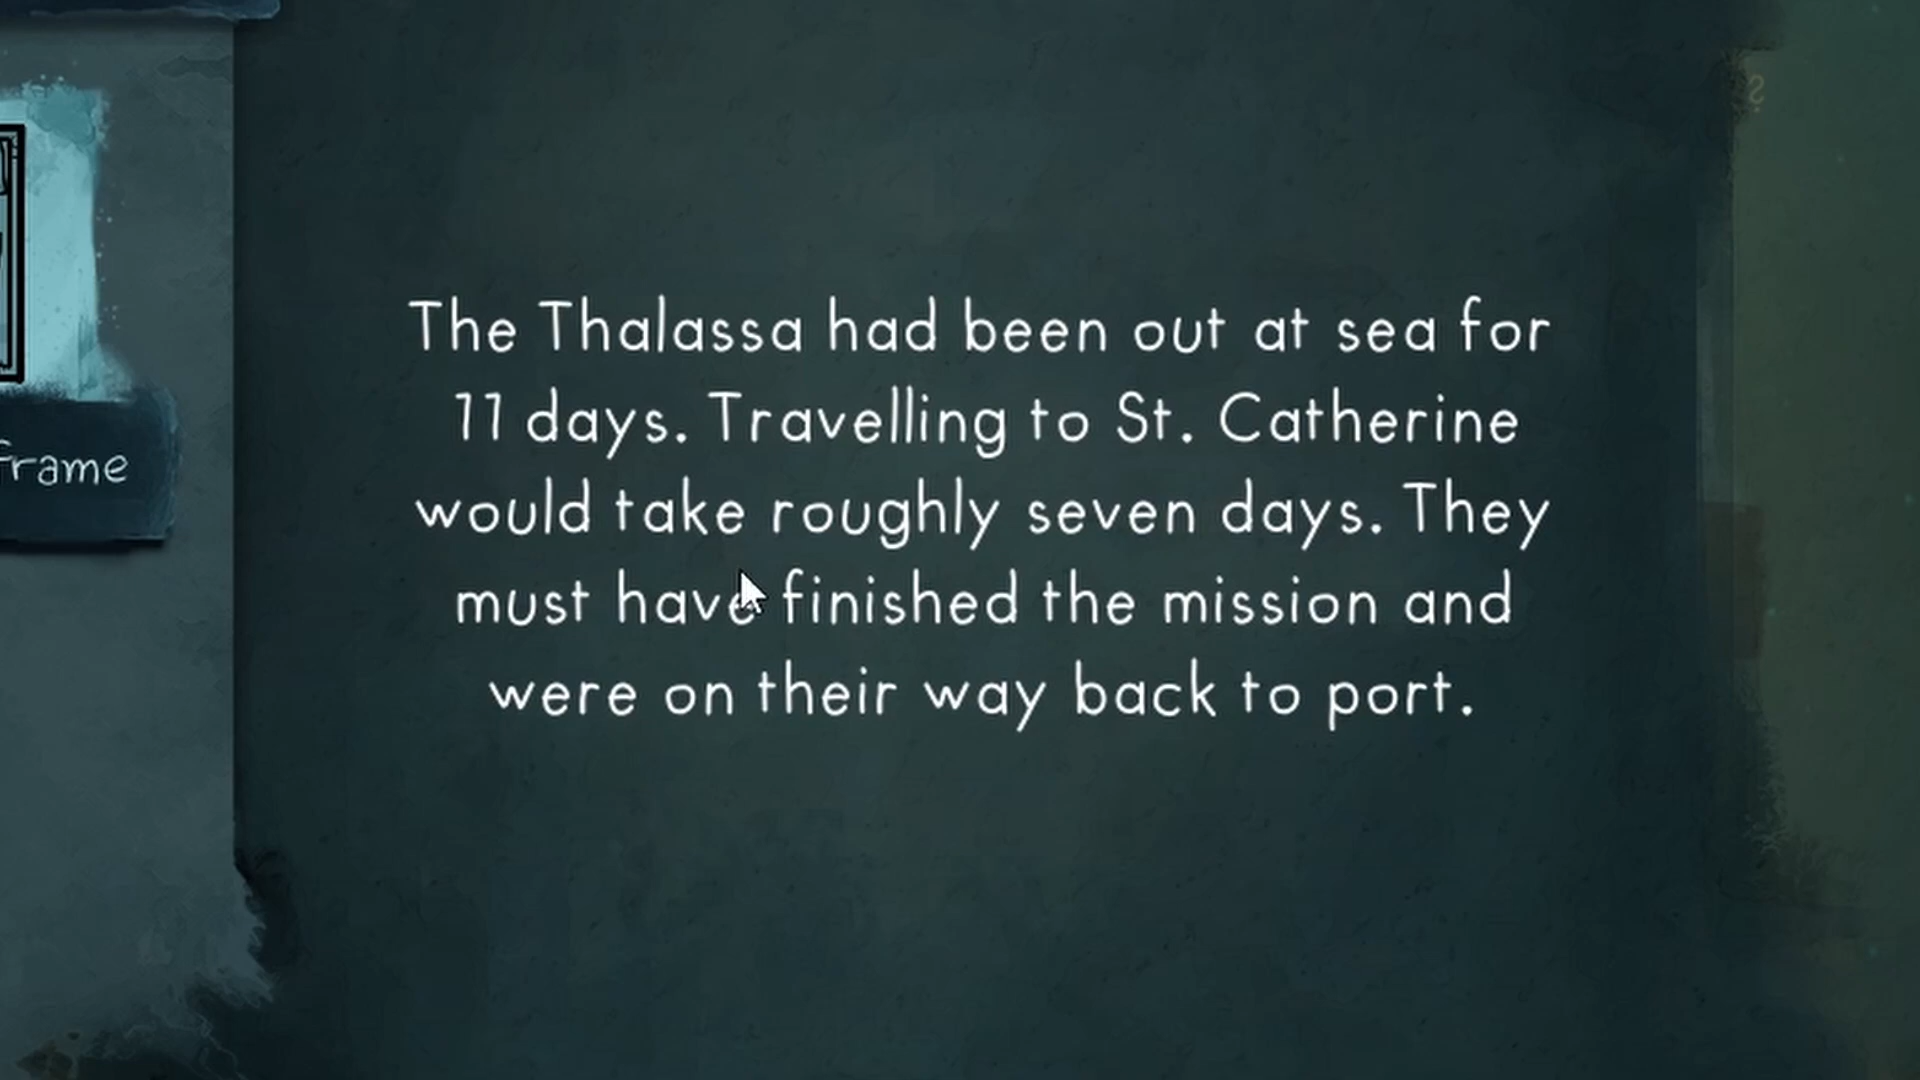 The Thalassa had been out at sea for
11 days. Travelling to St. Catherine
would take roughly seven days. They
must have finished the mission and
were on their way back to port.
frame